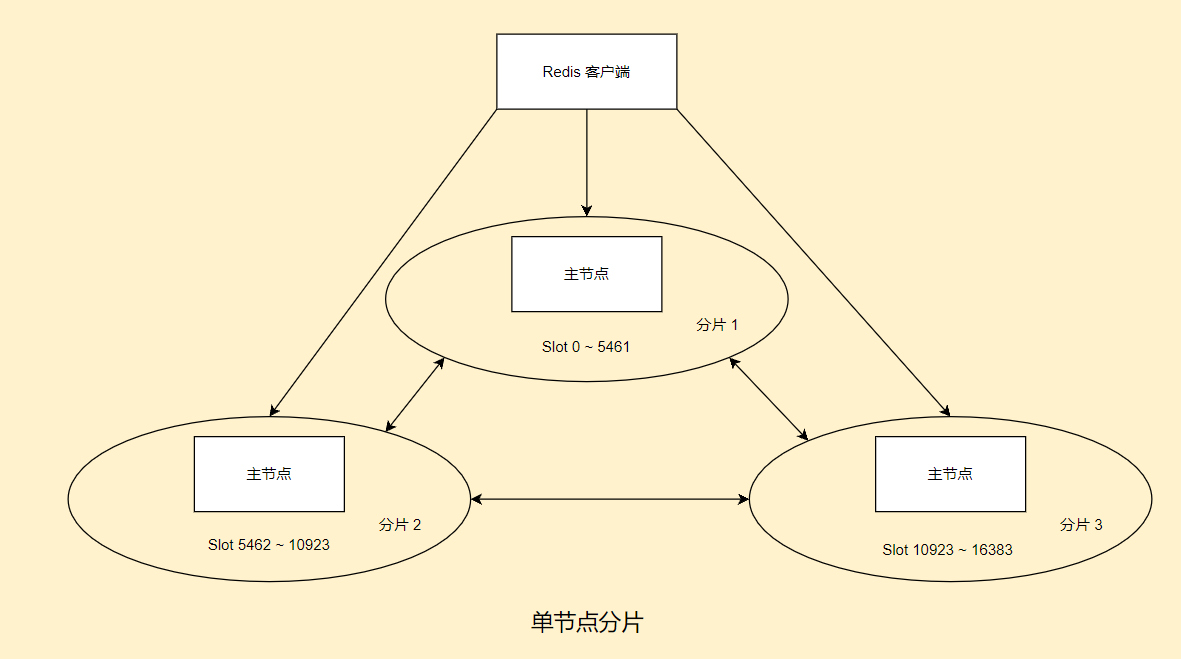 Redis 客户端
主节点
分片 1
Slot 0 ~ 5461
主节点
分片 2
Slot 5462 ~ 10923
主节点
分片 3
Slot 10923 ~ 16383
单节点分片